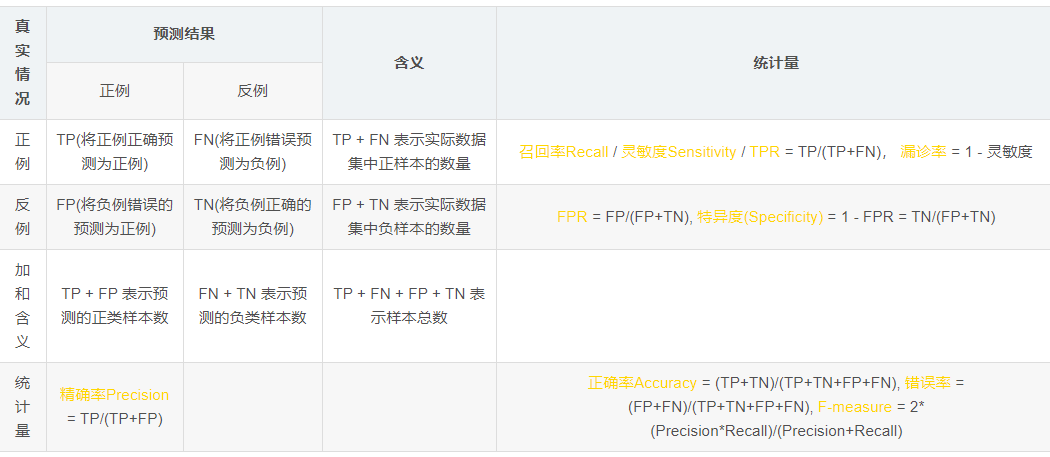 真
实
情
况
预测结果
含义
统计量
正例
反例
正
例
TP(将正例正确预
测为正例)
FN(将正例错误预
测为负例)
TP + FN 表示实际数据
集中正样本的数量
召回率Recall / 灵敏度Sensitivity / TPR = TP/(TP+FN)， 漏诊率 = 1 - 灵敏度
反
例
FP(将负例错误的
预测为正例)
TN(将负例正确的
预测为负例)
FP + TN 表示实际数据
集中负样本的数量
FPR = FP/(FP+TN), 特异度(Specificity) = 1 - FPR = TN/(FP+TN)
加
和
含
义
TP + FP 表示预
测的正类样本数
FN + TN 表示预
测的负类样本数
TP + FN + FP + TN 表
示样本总数
统
计
量
精确率Precision
= TP/(TP+FP)
正确率Accuracy = (TP+TN)/(TP+TN+FP+FN), 错误率 =
(FP+FN)/(TP+TN+FP+FN), F-measure = 2*
(Precision*Recall)/(Precision+Recall)